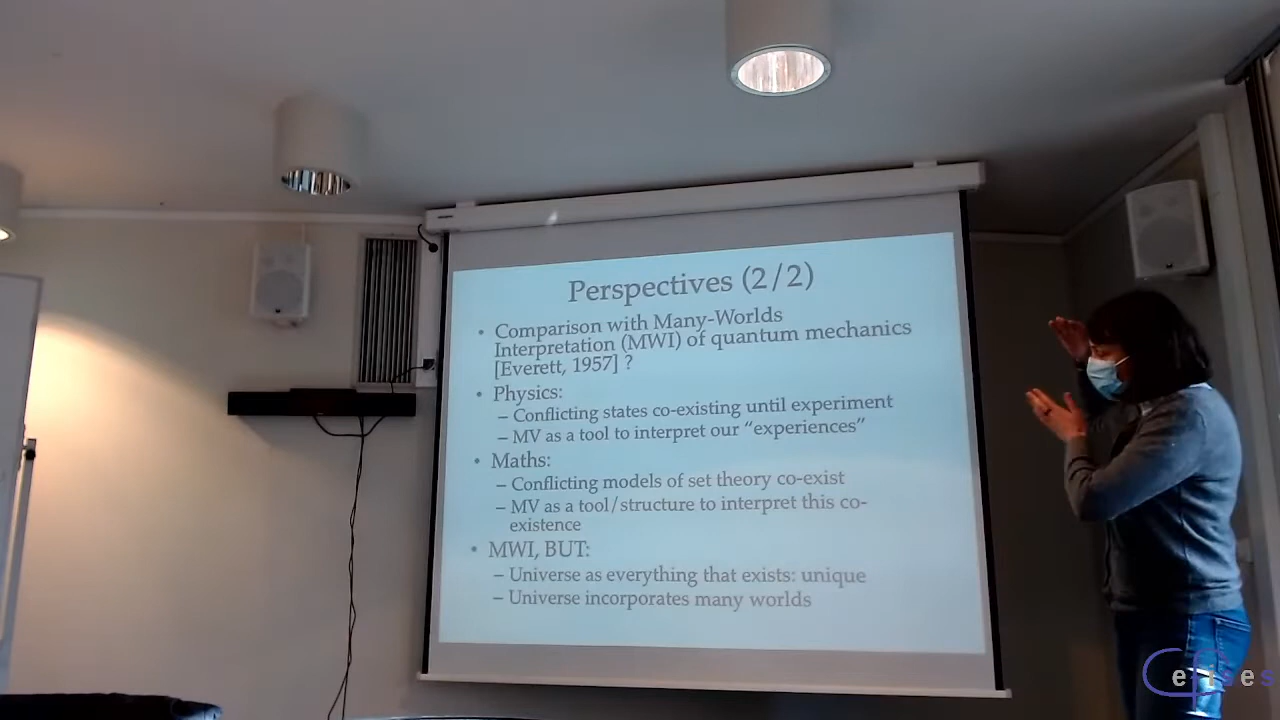 Perspectives (2/2)
• Comparison with Many-Worlds
Interpretation (MWI) of quantum mechanics
[Everett, 1957] ?
• Physics:
– Conflicting states co-existing until experiment
– MV as a tool to interpret our “experiences”
• Maths:
– Conflicting models of set theory co-exist
– MV as a tool/structure to interpret this co-
existence
• MWI, BUT:
– Universe as everything that exists: unique
– Universe incorporates many worlds